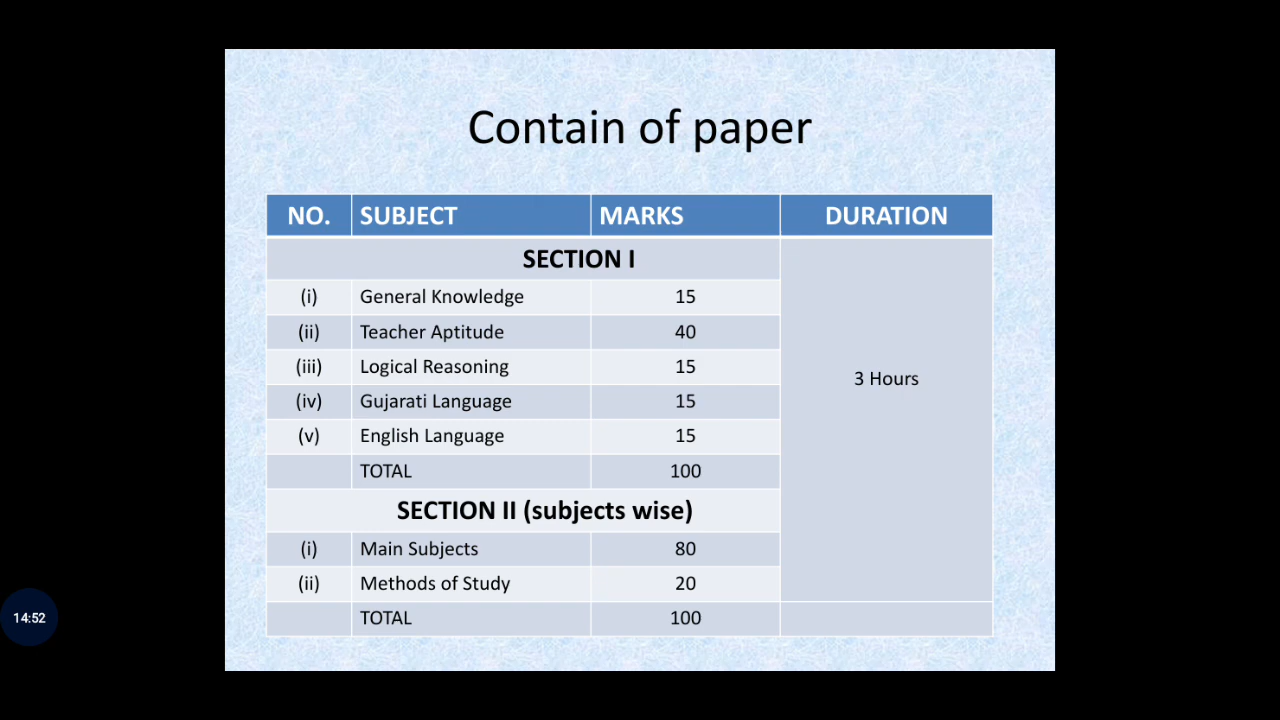 Contain of paper
NO. SUBJECT MARKS DURATION
SECTION I
(i) General Knowledge 15
(ii) Teacher Aptitude 40
(iii) Logical Reasoning 15
3 Hours
(iv) Gujarati Language 15
(v) English Language 15
TOTAL 100
SECTION II (subjects wise)
(i) Main Subjects 80
(ii) Methods of Study 20
TOTAL 100
14:52